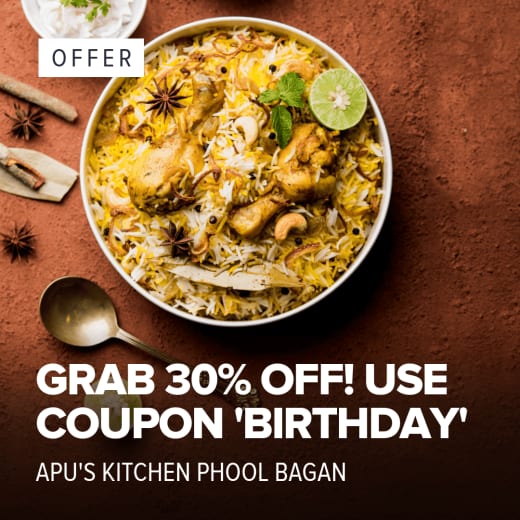 OFFER
GRAB 30% OFF! USE
COUPON 'BIRTHDAY'
APU'S KITCHEN PHOOL BAGAN